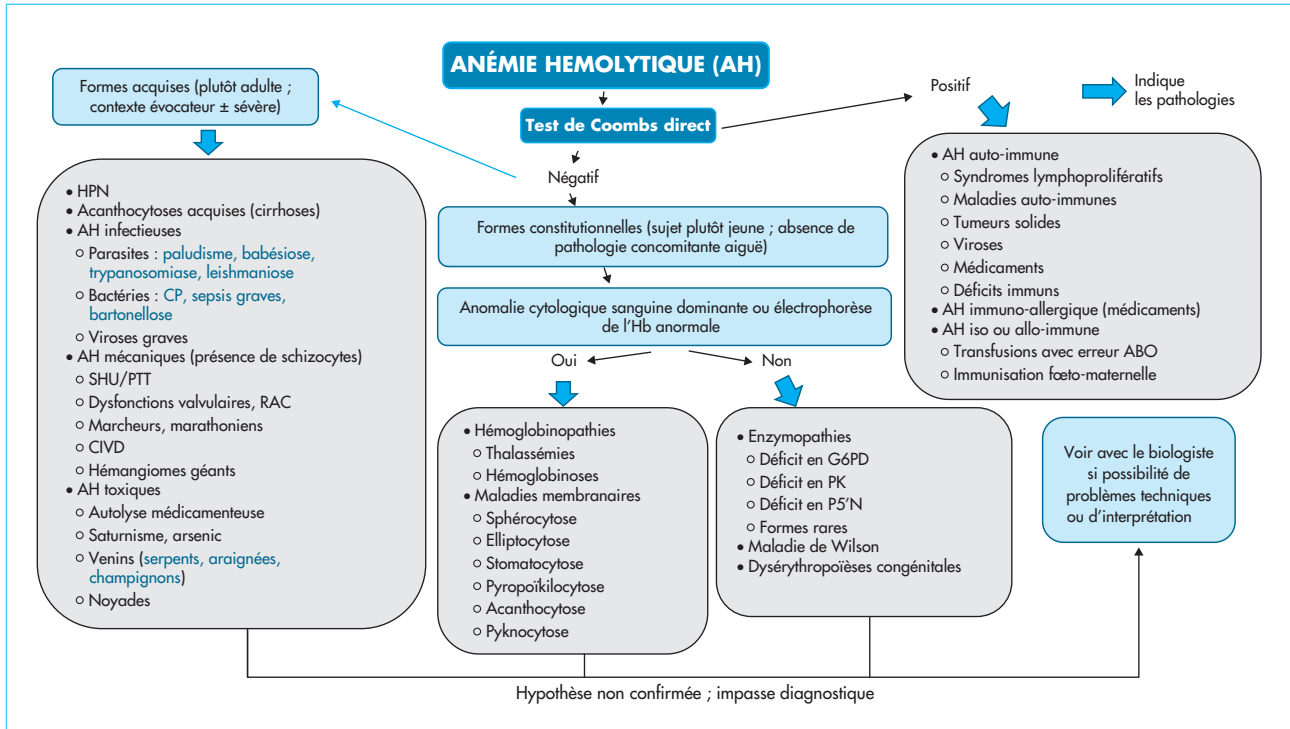 ANÉMIE HEMOLYTIQUE (AH)
Test de Coombs direct
Négatif
Positif
Indique
les pathologies
Formes acquises (plutôt adulte ;
contexte évocateur ± sévère)
• HPN
• Acanthocytoses acquises (cirrhoses)
• AH infectieuses
○ Parasites : paludisme, babésiose,
trypanosomiase, leishmaniose
○ Bactéries : CP, sepsis graves,
bartonellose
○ Viroses graves
• AH mécaniques (présence de schizocytes)
○ SHU/PTT
○ Dysfonctions valvulaires, RAC
○ Marcheurs, marathoniens
○ CIVD
○ Hémangiomes géants
• AH toxiques
○ Autolyse médicamenteuse
○ Saturnisme, arsenic
○ Venins (serpents, araignées,
champignons)
○ Noyades
Formes constitutionnelles (sujet plutôt jeune ; absence de
pathologie concomitante aiguë)
Anomalie cytologique sanguine dominante ou électrophorèse
de l'Hb anormale
Oui
Non
• Hémoglobinopathies
○ Thalassémies
○ Hémoglobinoses
• Maladies membranaires
○ Sphérocytose
○ Elliptocytose
○ Stomatocytose
○ Pyropoïkilocytose
○ Acanthocytose
○ Pyknocytose
• Enzymopathies
○ Déficit en G6PD
○ Déficit en PK
○ Déficit en P5'N
○ Formes rares
• Maladie de Wilson
• Dysérythropoïèses congénitales
• AH auto-immune
○ Syndromes lymphoprolifératifs
○ Maladies auto-immunes
○ Tumeurs solides
○ Viroses
○ Médicaments
○ Déficits immuns
• AH immuno-allergique (médicaments)
• AH iso ou allo-immune
○ Transfusions avec erreur ABO
○ Immunisation fœto-maternelle
Voir avec le biologiste
si possibilité de
problèmes techniques
ou d'interprétation
Hypothèse non confirmée ; impasse diagnostique